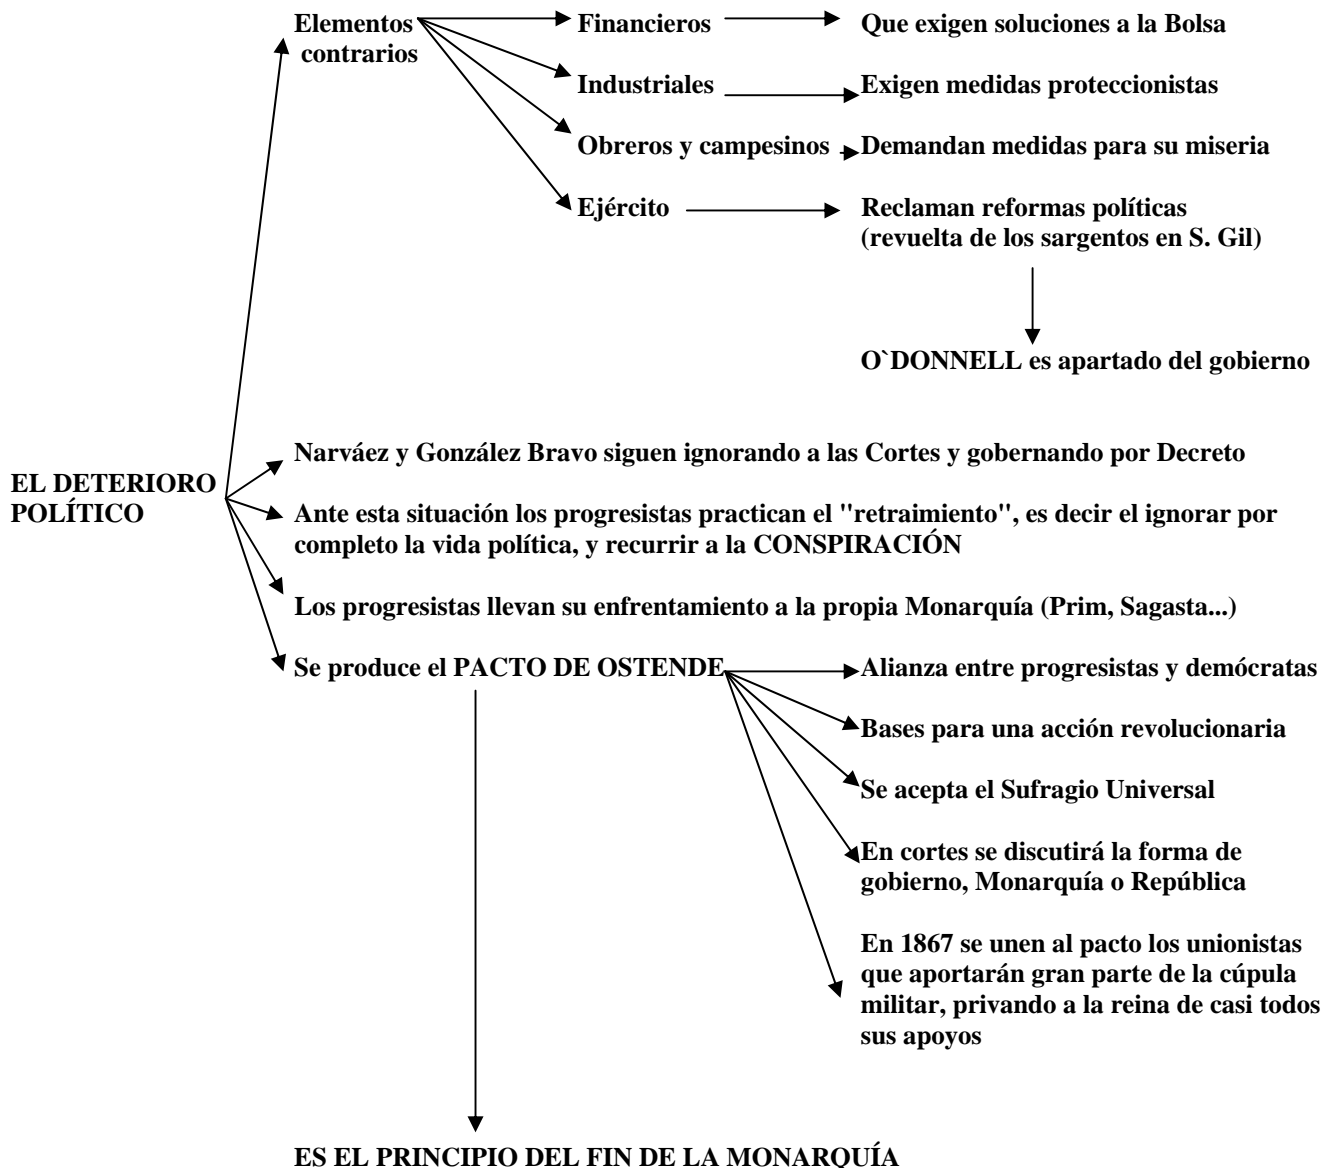 Elementos
contrarios
Financieros
Que exigen soluciones a la Bolsa
Industriales
Exigen medidas proteccionistas
Obreros y campesinos
Demandan medidas para su miseria
Ejército
Reclaman reformas políticas
(revuelta de los sargentos en S. Gil)
O`DONNELL es apartado del gobierno
EL DETERIORO
POLÍTICO
Narváez y González Bravo siguen ignorando a las Cortes y gobernando por Decreto
Ante esta situación los progresistas practican el "retraimiento", es decir el ignorar por
completo la vida política, y recurrir a la CONSPIRACIÓN
Los progresistas llevan su enfrentamiento a la propia Monarquía (Prim, Sagasta...)
Se produce el PACTO DE OSTENDE
Alianza entre progresistas y demócratas
Bases para una acción revolucionaria
Se acepta el Sufragio Universal
En cortes se discutirá la forma de
gobierno, Monarquía o República
En 1867 se unen al pacto los unionistas
que aportarán gran parte de la cúpula
militar, privando a la reina de casi todos
sus apoyos
ES EL PRINCIPIO DEL FIN DE LA MONARQUÍA